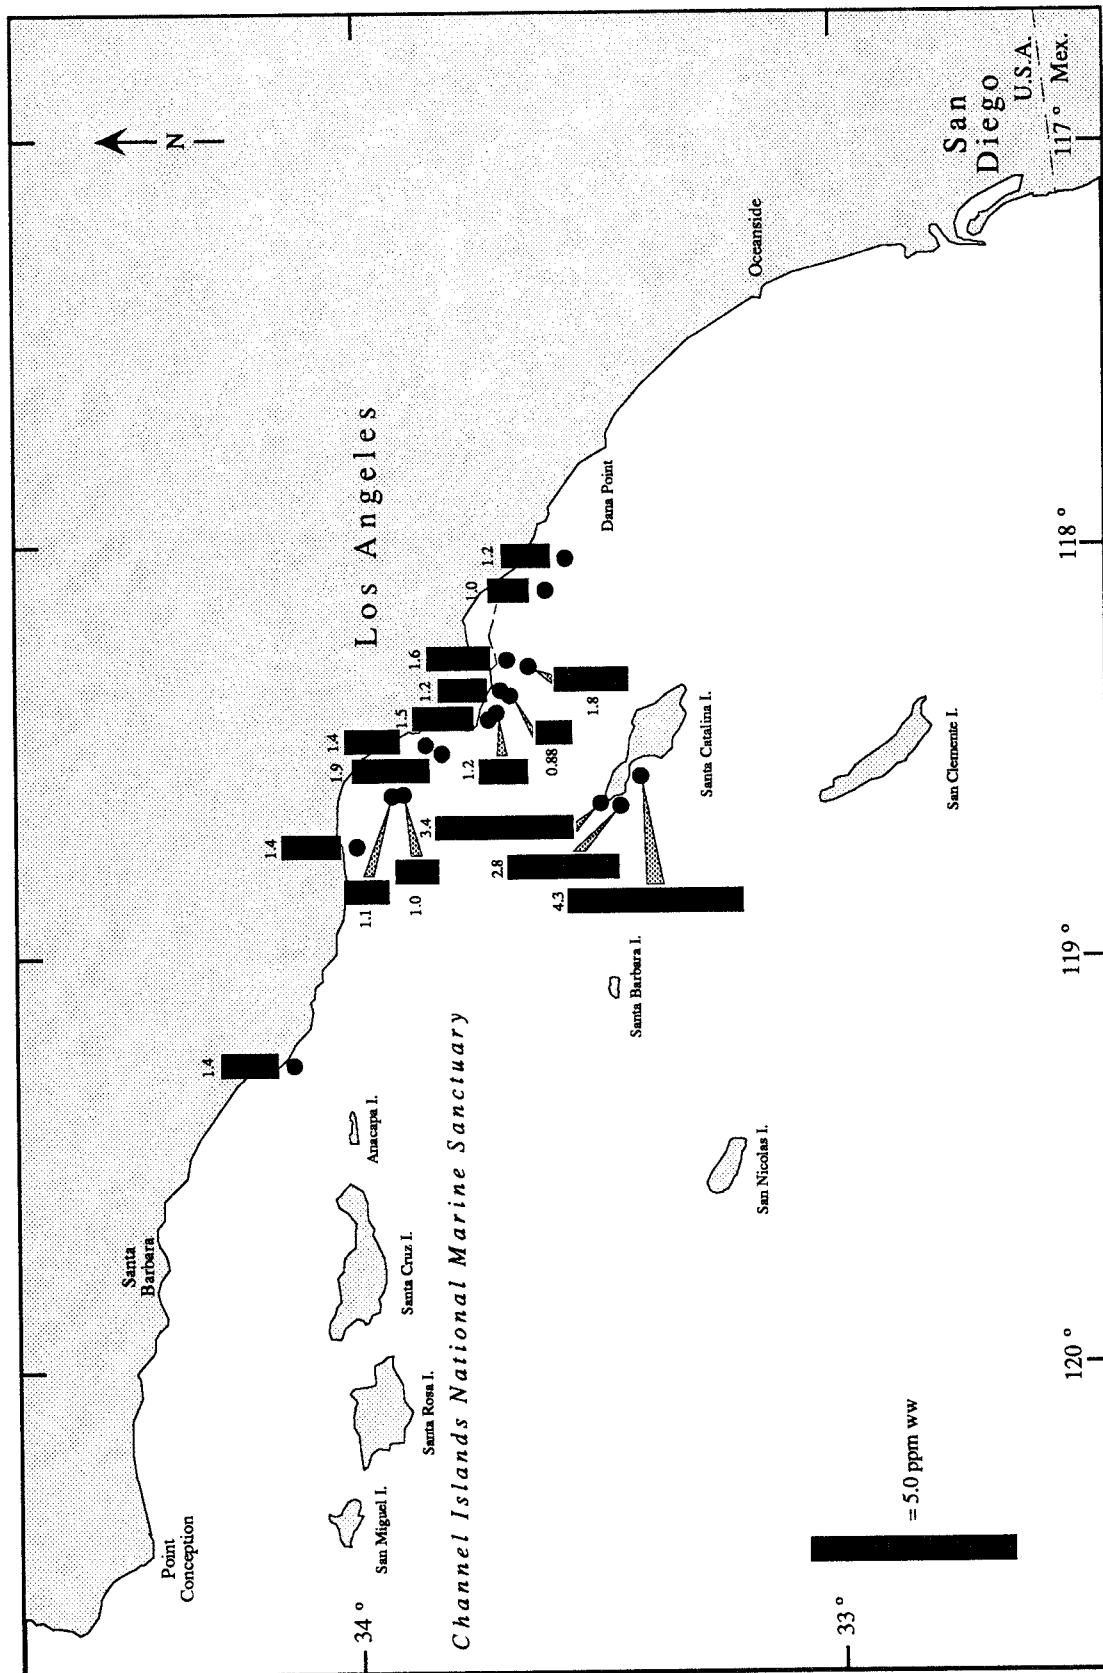 N
Point
Conception
Santa
Barbara
Los Angeles
Oceanside
San
Diego
U.S.A.
Mex.
Dana Point
San Miguel I.
Santa Rosa I.
Santa Cruz I.
Anacapa I.
Channel Islands National Marine Sanctuary
Santa Barbara I.
San Nicolas I.
Santa Catalina I.
San Clemente I.
1.4
1.4
1.1
1.0
1.9
1.4
1.5
1.2
1.6
1.2
0.88
1.8
1.0
1.2
3.4
2.8
4.3
= 5.0 ppm ww
34 °
33 °
120 °
119 °
118 °
117 °